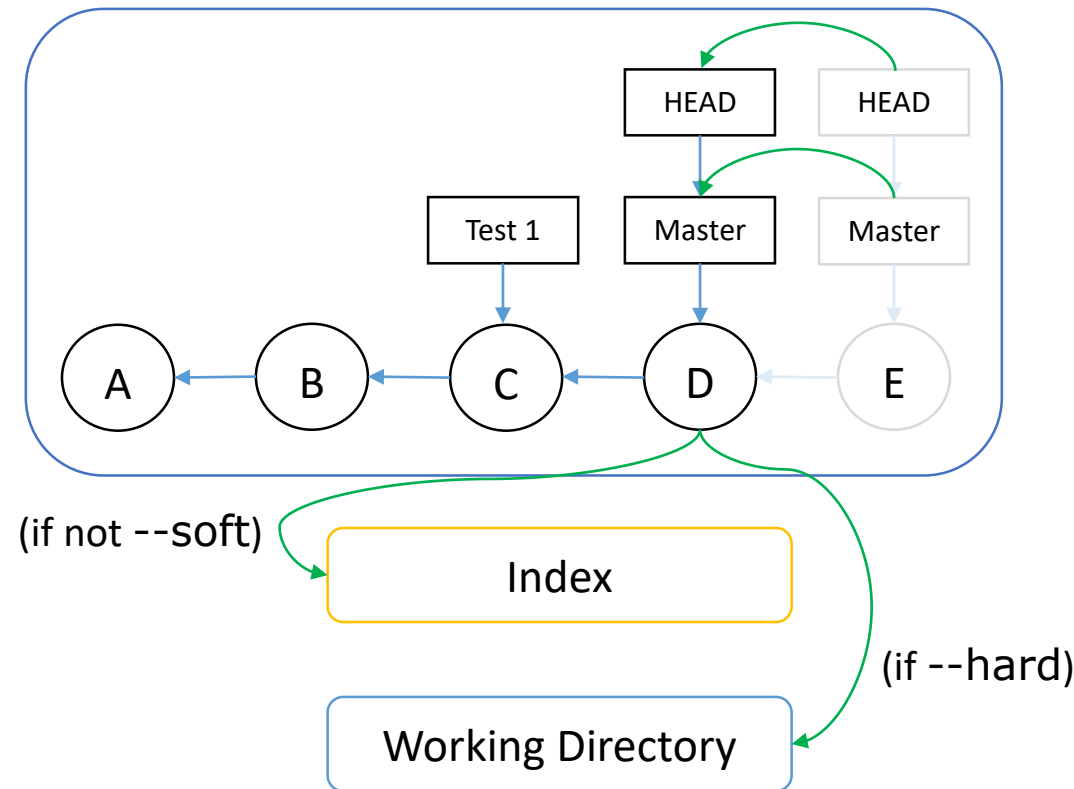 HEAD
HEAD
Test 1
Master
Master
A
B
C
D
E
(if not --soft)
Index
(if --hard)
Working Directory